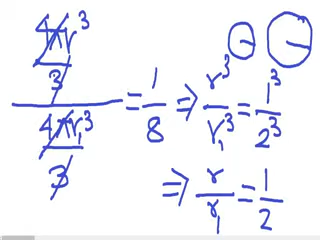 (4πr³/3)/(4πr₁³/3) = 1/8 ⇒ r³/r₁³ = 1³/2³
⇒ r/r₁ = 1/2